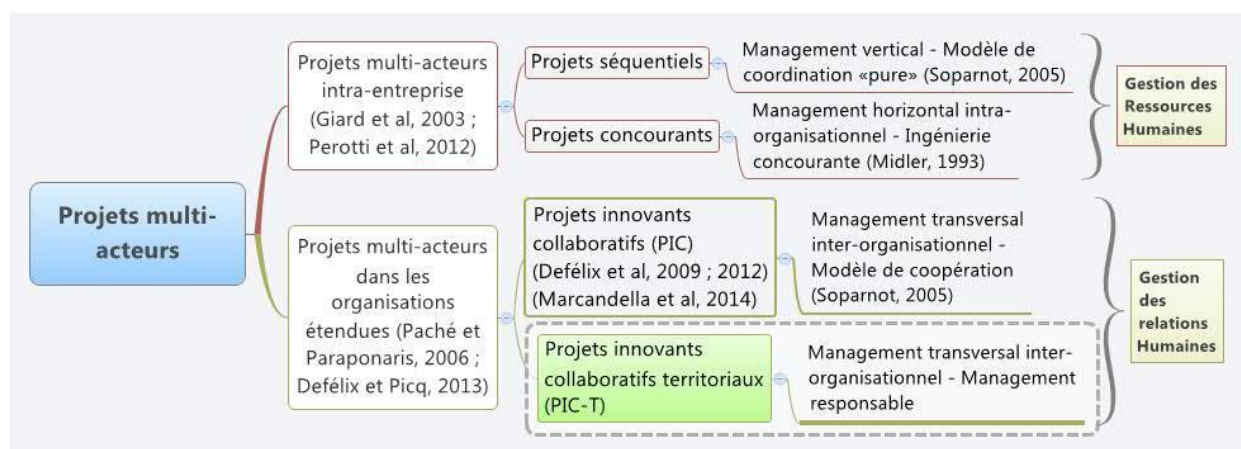 Projets multi-
acteurs
Projets multi-acteurs
intra-entreprise
(Giard et al, 2003 ;
Perotti et al, 2012)
Projets séquentiels
Management vertical - Modèle de
coordination «pure» (Soparnot, 2005)
Projets concourants
Management horizontal intra-
organisationnel - Ingénierie
concourante (Midler, 1993)
Gestion des
Ressources
Humaines
Projets multi-acteurs
dans les
organisations
étendues (Paché et
Paraponaris, 2006 ;
Defélix et Picq, 2013)
Projets innovants
collaboratifs (PIC)
(Defélix et al, 2009 ; 2012)
(Marcandella et al, 2014)
Management transversal
inter-organisationnel -
Modèle de coopération
(Soparnot, 2005)
Projets innovants
collaboratifs territoriaux
(PIC-T)
Management transversal inter-
organisationnel - Management
responsable
Gestion
des
relations
Humaines